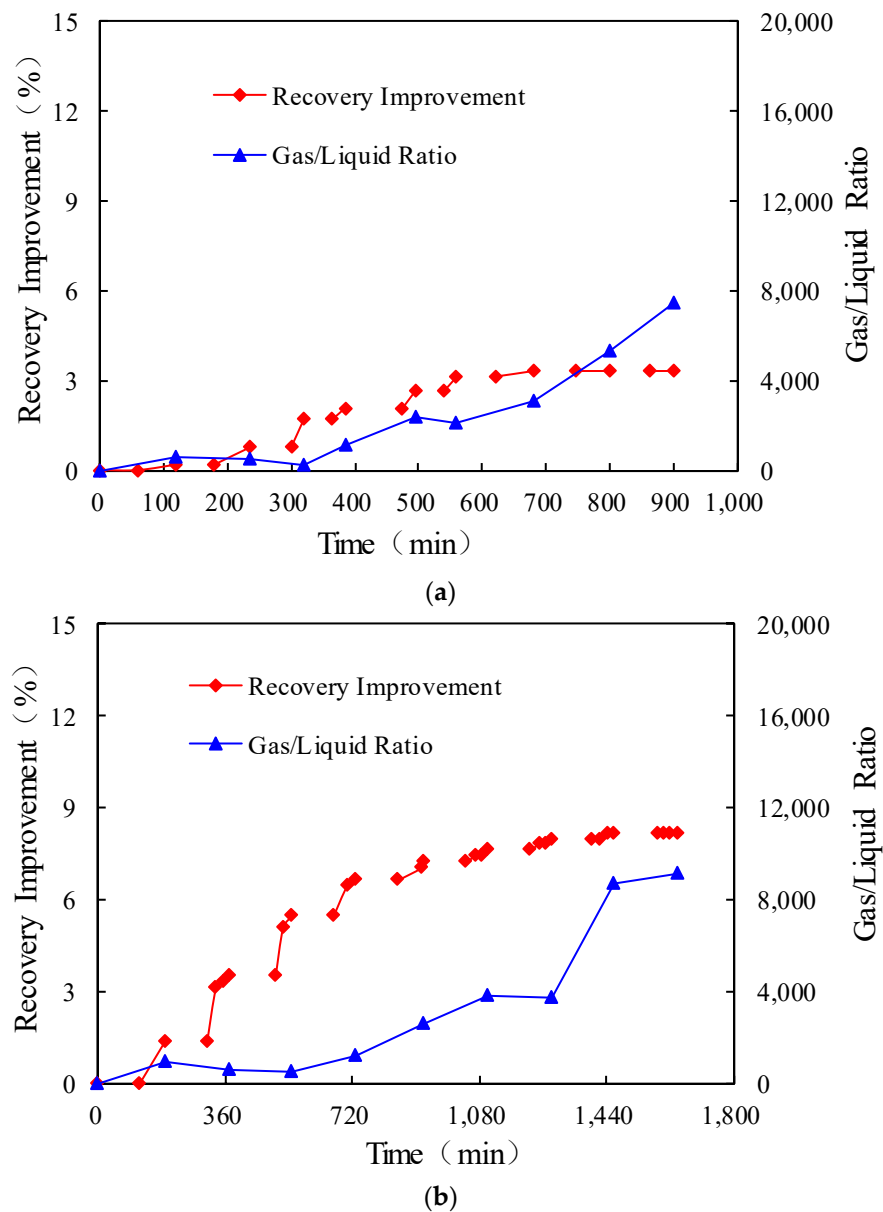 15
12
9
6
3
0
Recovery Improvement（%）
20,000
16,000
12,000
8,000
4,000
0
Gas/Liquid Ratio
Recovery Improvement
Gas/Liquid Ratio
0 100 200 300 400 500 600 700 800 900 1,000
Time（min）
(a)
15
12
9
6
3
0
Recovery Improvement（%）
20,000
16,000
12,000
8,000
4,000
0
Gas/Liquid Ratio
Recovery Improvement
Gas/Liquid Ratio
0 360 720 1,080 1,440 1,800
Time（min）
(b)